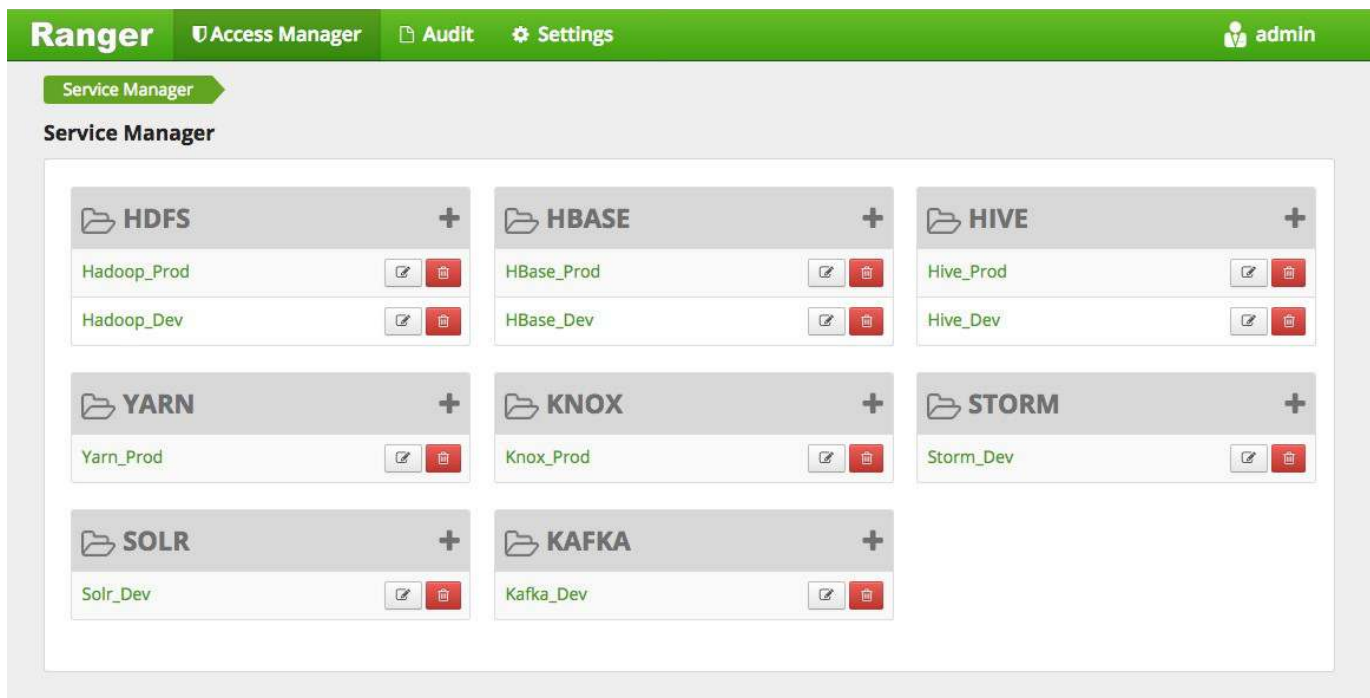 Ranger Access Manager Audit Settings admin
Service Manager
Service Manager
HDFS HBASE HIVE
Hadoop_Prod HBase_Prod Hive_Prod
Hadoop_Dev HBase_Dev Hive_Dev
YARN KNOX STORM
Yarn_Prod Knox_Prod Storm_Dev
SOLR KAFKA
Solr_Dev Kafka_Dev